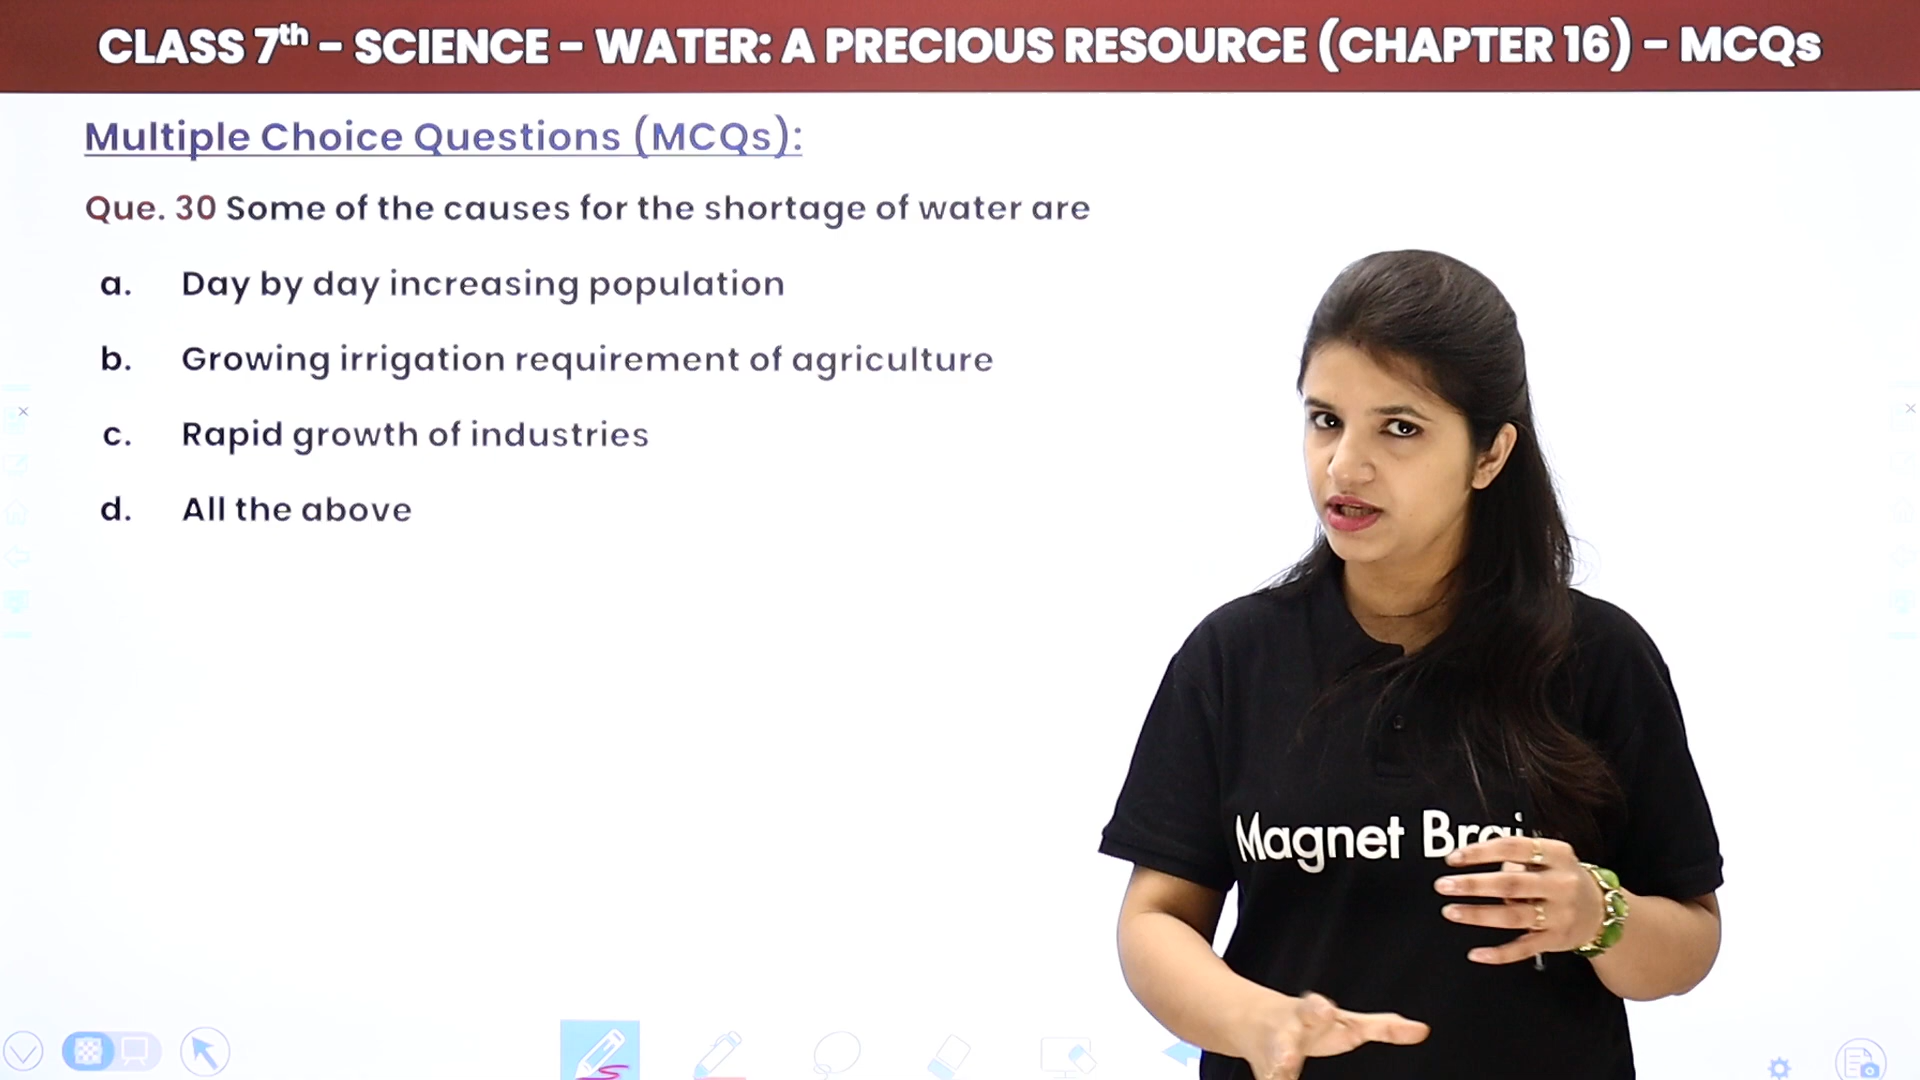 CLASS 7th – SCIENCE – WATER: A PRECIOUS RESOURCE (CHAPTER 16) – MCQs
Multiple Choice Questions (MCQs):
Que. 30 Some of the causes for the shortage of water are
a. Day by day increasing population
b. Growing irrigation requirement of agriculture
c. Rapid growth of industries
d. All the above
Magnet Brai